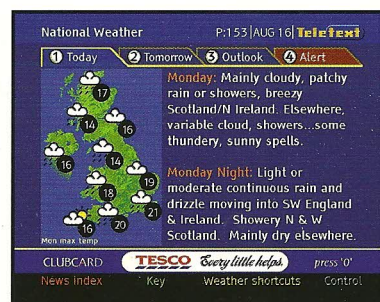 National Weather P:153 AUG 16 Teletext
1 Today 2 Tomorrow 3 Outlook 4 Alert
Monday: Mainly cloudy, patchy
rain or showers, breezy
Scotland/N Ireland. Elsewhere,
variable cloud, showers...some
thundery, sunny spells.
17
14
16
16
14
19
18
21
20
16
Monday Night: Light or
moderate continuous rain and
drizzle moving into SW England
& Ireland. Showery N & W
Scotland. Mainly dry elsewhere.
Mon max temp
CLUBCARD TESCO Every little helps. press '0'
News index Key Weather shortcuts Control